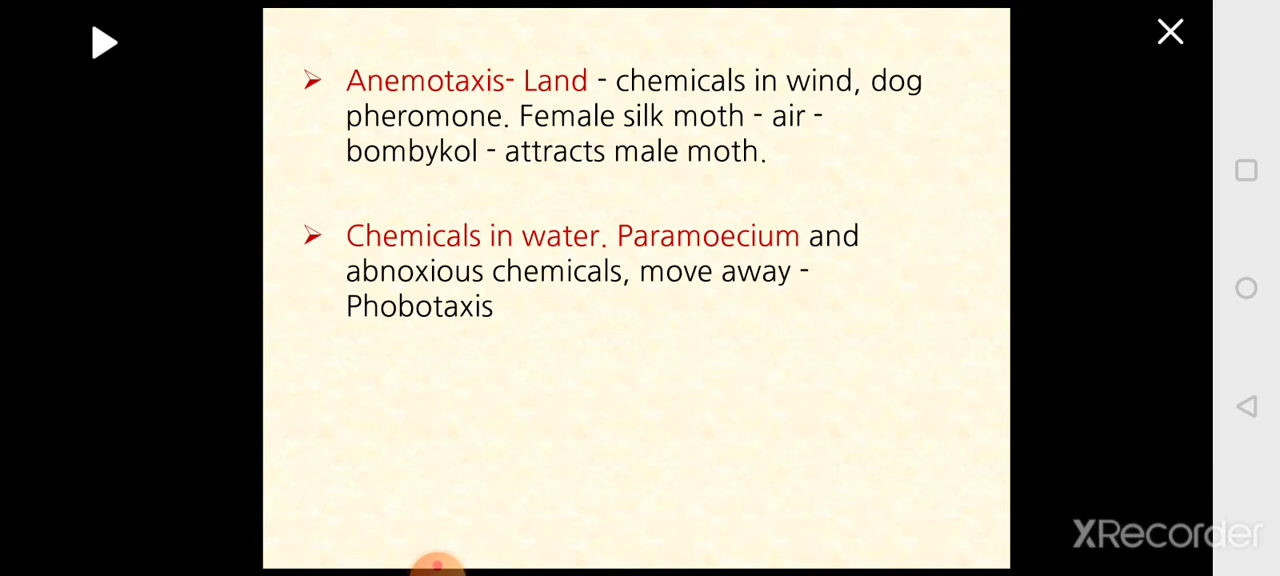 Anemotaxis- Land - chemicals in wind, dog
pheromone. Female silk moth - air -
bombykol - attracts male moth.
Chemicals in water. Paramoecium and
abnoxious chemicals, move away -
Phobotaxis
XRecorder